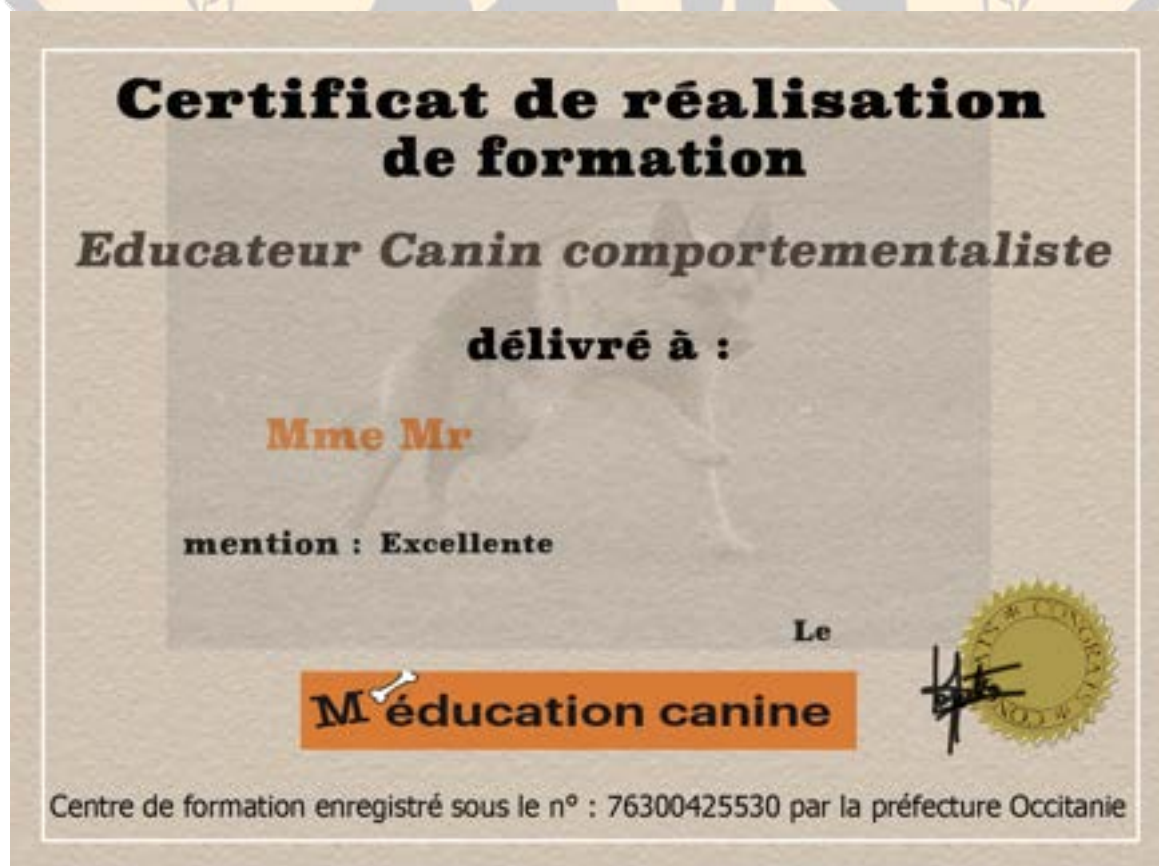 Certificat de réalisation
de formation
Educateur Canin comportementaliste
délivré à :
Mme Mr
mention : Excellente
Le
M'éducation canine
Centre de formation enregistré sous le n° : 76300425530 par la préfecture Occitanie